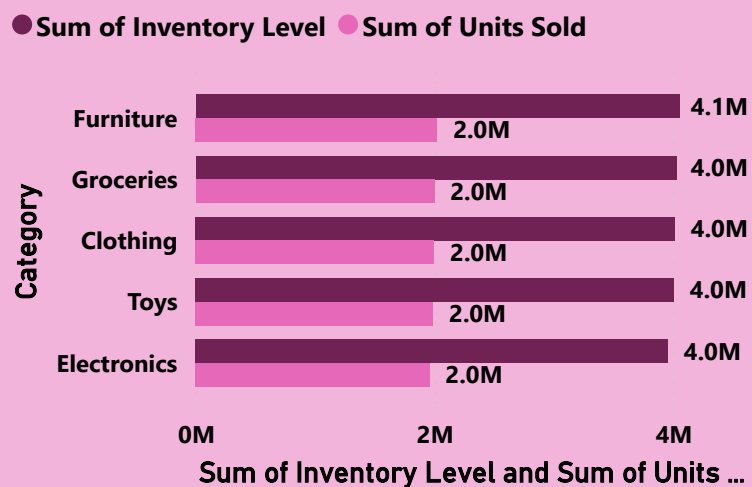 Sum of Inventory Level Sum of Units Sold
Category
Furniture 4.1M
2.0M
Groceries 4.0M
2.0M
Clothing 4.0M
2.0M
Toys 4.0M
2.0M
Electronics 4.0M
2.0M
0M 2M 4M
Sum of Inventory Level and Sum of Units ...